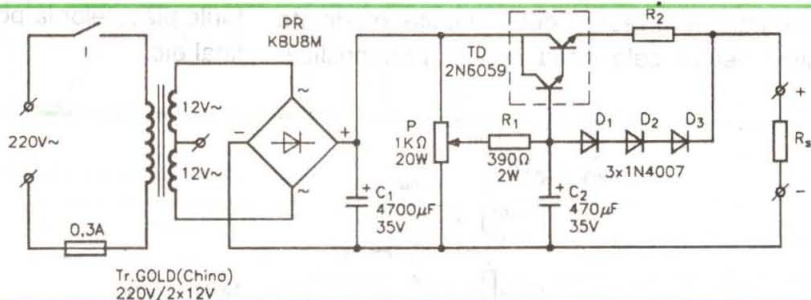 PR
KBU8M
I
220V~
0,3A
12V~
12V~
Tr.GOLD(China)
220V/2x12V
~
~
-
+
C1
4700µF
35V
P
1KΩ
20W
TD
2N6059
R1
390Ω
2W
C2
470µF
35V
R2*
D1
D2
D3
3x1N4007
+
Rs
-